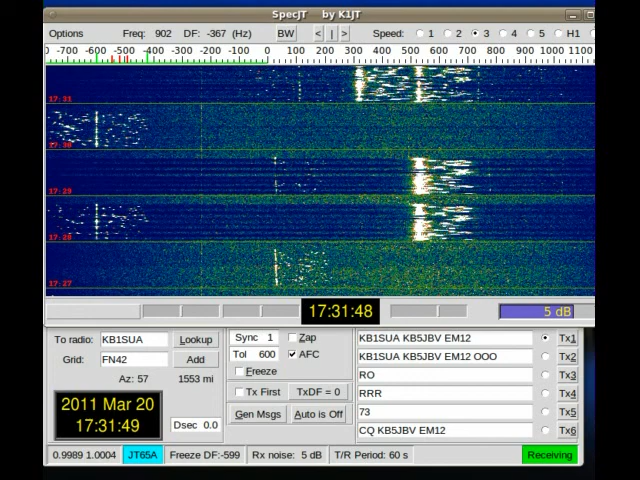 SpecJT by K1JT
Options Freq: 902 DF: -367 (Hz) BW < | > Speed: 1 2 3 4 5 H1
-700 -600 -500 -400 -300 -200 -100 0 100 200 300 400 500 600 700 800 900 1000 1100
17:31
17:30
17:29
17:28
17:27
17:31:48 5 dB
To radio: KB1SUA Lookup Sync 1 Zap KB1SUA KB5JBV EM12 Tx1
Grid: FN42 Add Tol 600 AFC KB1SUA KB5JBV EM12 OOO Tx2
Az: 57 1553 mi Freeze RO Tx3
2011 Mar 20 Tx First TxDF = 0 RRR Tx4
17:31:49 Dsec 0.0 Gen Msgs Auto is Off 73 Tx5
CQ KB5JBV EM12 Tx6
0.9989 1.0004 JT65A Freeze DF:-599 Rx noise: 5 dB T/R Period: 60 s Receiving